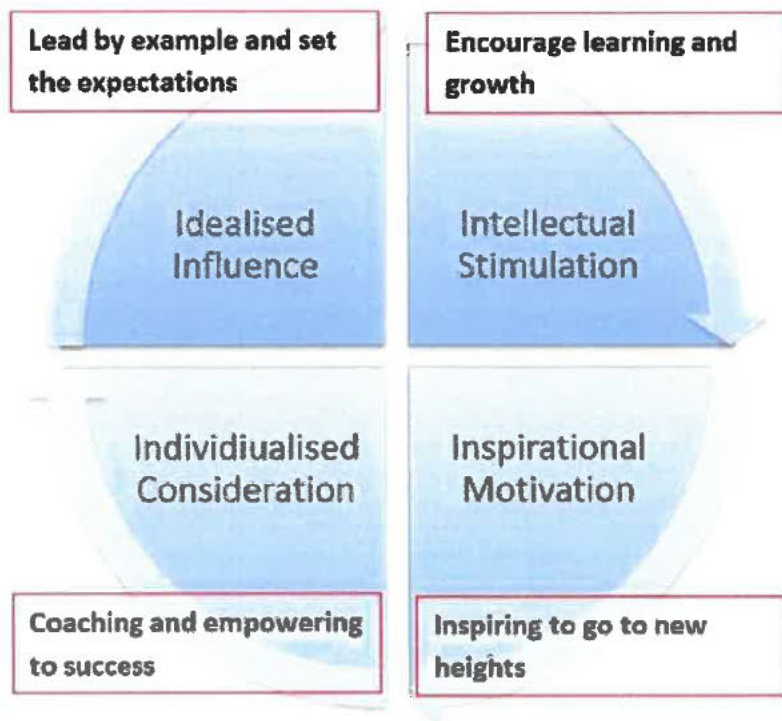 Lead by example and set
the expectations
Encourage learning and
growth
Idealised
Influence
Intellectual
Stimulation
Individiualised
Consideration
Inspirational
Motivation
Coaching and empowering
to success
Inspiring to go to new
heights